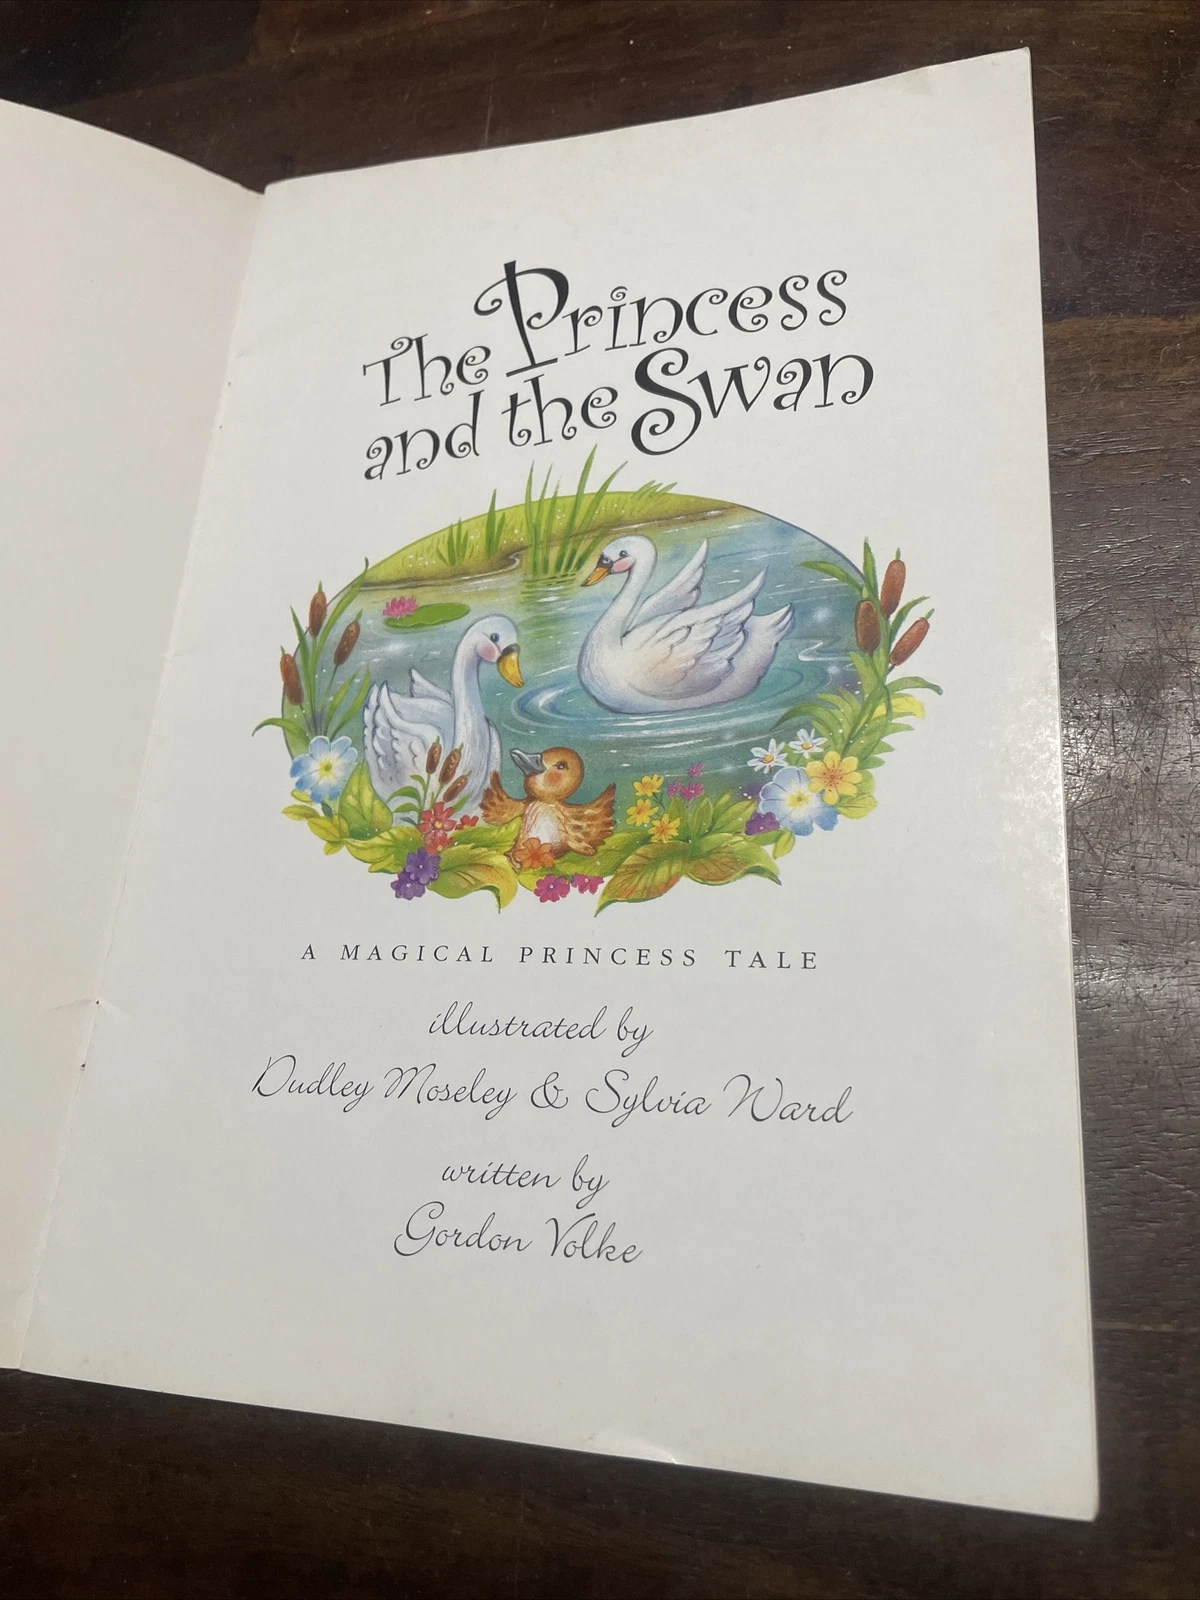 The Princess
and the Swan
A MAGICAL PRINCESS TALE
illustrated by
Dudley Moseley & Sylvia Ward
written by
Gordon Volke